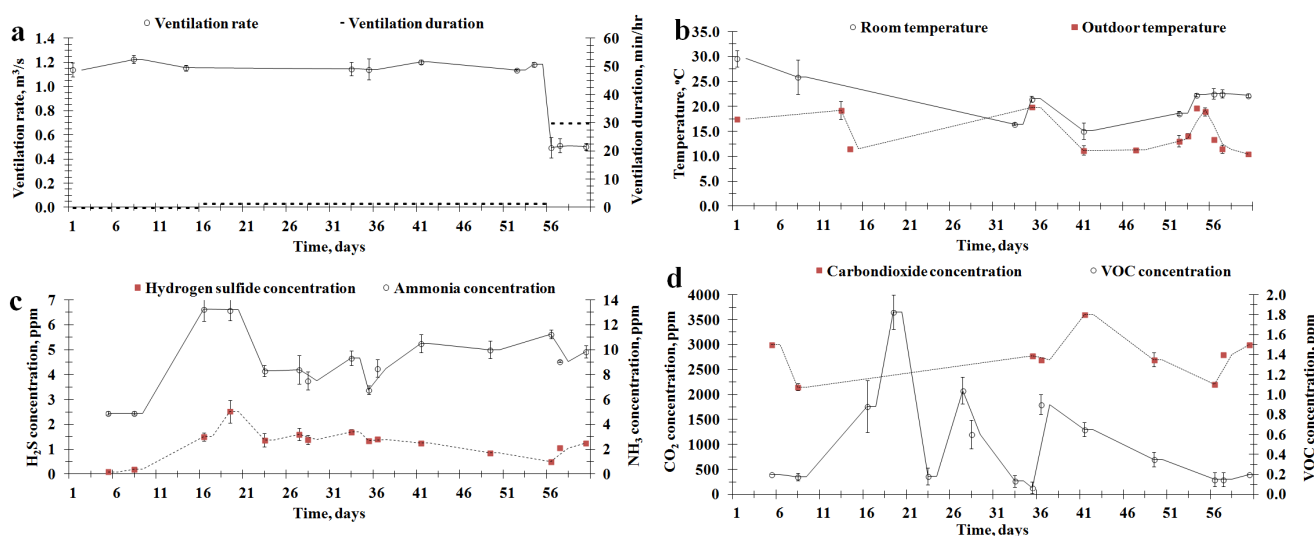 a
Ventilation rate
Ventilation duration
Ventilation rate, m³/s
1.4
1.2
1.0
0.8
0.6
0.4
0.2
0.0
60
50
40
30
20
10
0
Ventilation duration, min/hr
1 6 11 16 21 26 31 36 41 46 51 56
Time, days
b
Room temperature
Outdoor temperature
Temperature, °C
35.0
30.0
25.0
20.0
15.0
10.0
5.0
0.0
1 6 11 16 21 26 31 36 41 46 51 56
Time, days
c
Hydrogen sulfide concentration
Ammonia concentration
H₂S concentration, ppm
7
6
5
4
3
2
1
0
14
12
10
8
6
4
2
0
NH₃ concentration, ppm
1 6 11 16 21 26 31 36 41 46 51 56
Time, days
d
Carbondioxide concentration
VOC concentration
CO₂ concentration, ppm
4000
3500
3000
2500
2000
1500
1000
500
0
2.0
1.8
1.6
1.4
1.2
1.0
0.8
0.6
0.4
0.2
0.0
VOC concentration, ppm
1 6 11 16 21 26 31 36 41 46 51 56
Time, days